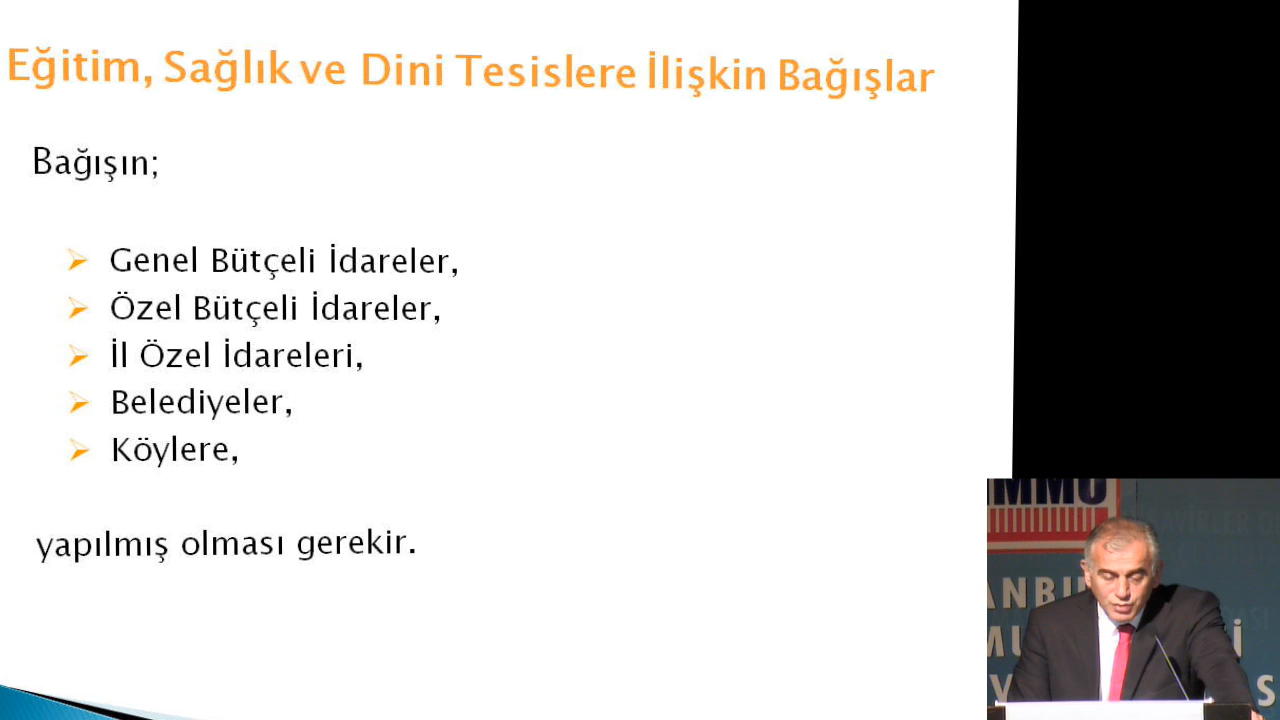 Eğitim, Sağlık ve Dini Tesislere İlişkin Bağışlar
Bağışın;
Genel Bütçeli İdareler,
Özel Bütçeli İdareler,
İl Özel İdareleri,
Belediyeler,
Köylere,
yapılmış olması gerekir.